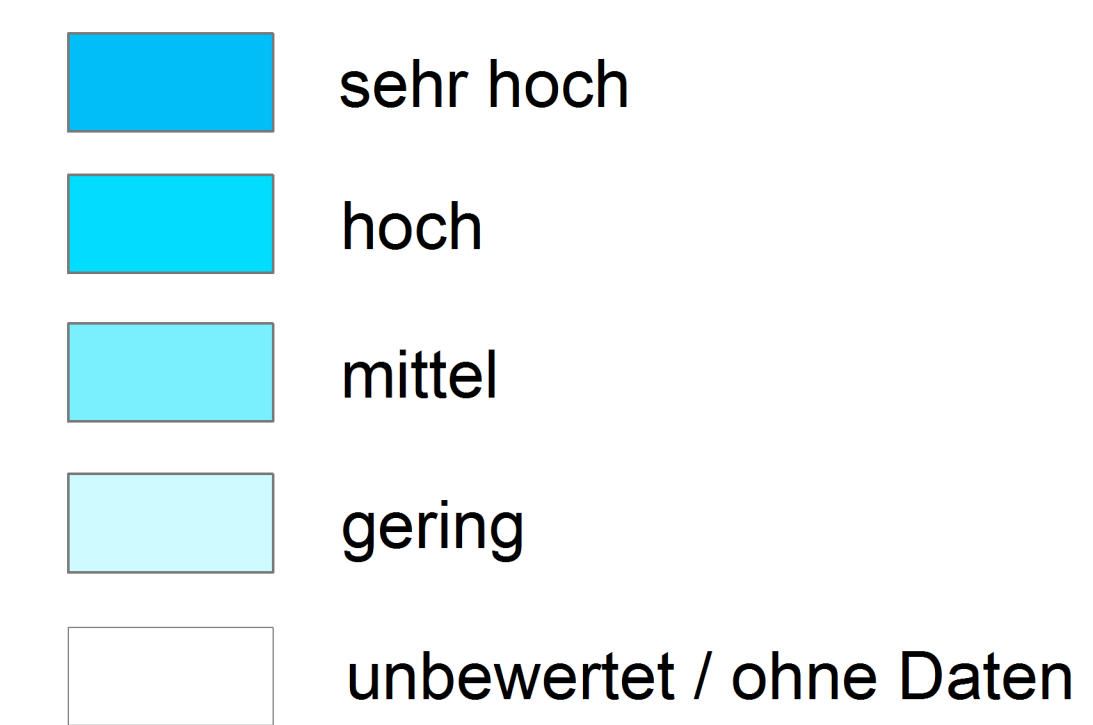 sehr hoch
hoch
mittel
gering
unbewertet / ohne Daten